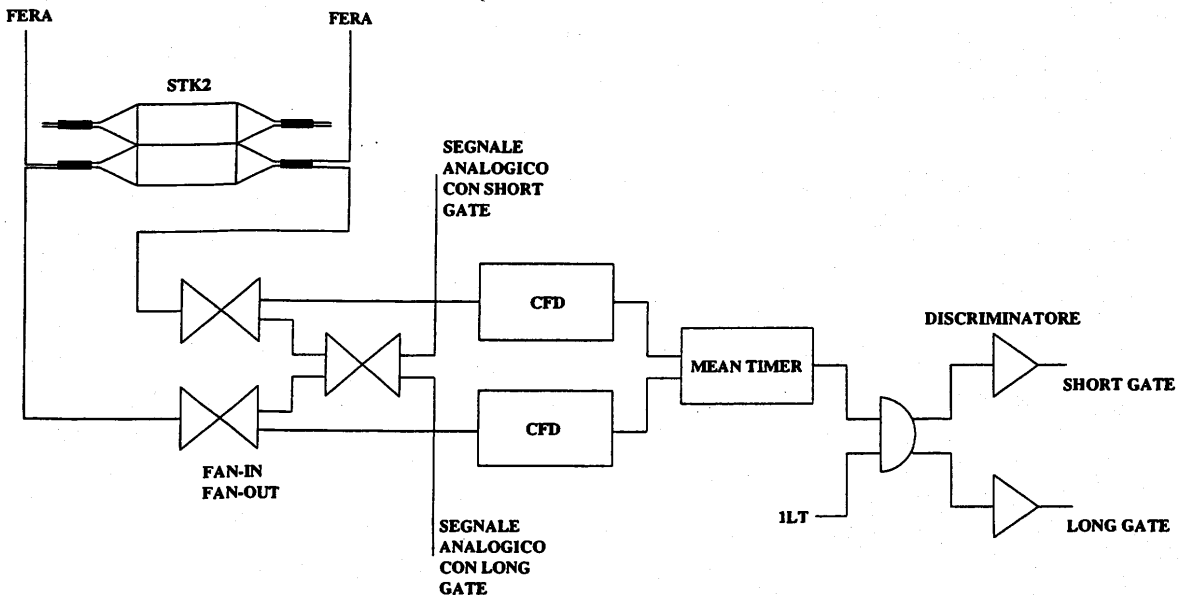 FERA
FERA
STK2
SEGNALE
ANALOGICO
CON SHORT
GATE
CFD
DISCRIMINATORE
MEAN TIMER
SHORT GATE
CFD
FAN-IN
FAN-OUT
1LT
LONG GATE
SEGNALE
ANALOGICO
CON LONG
GATE